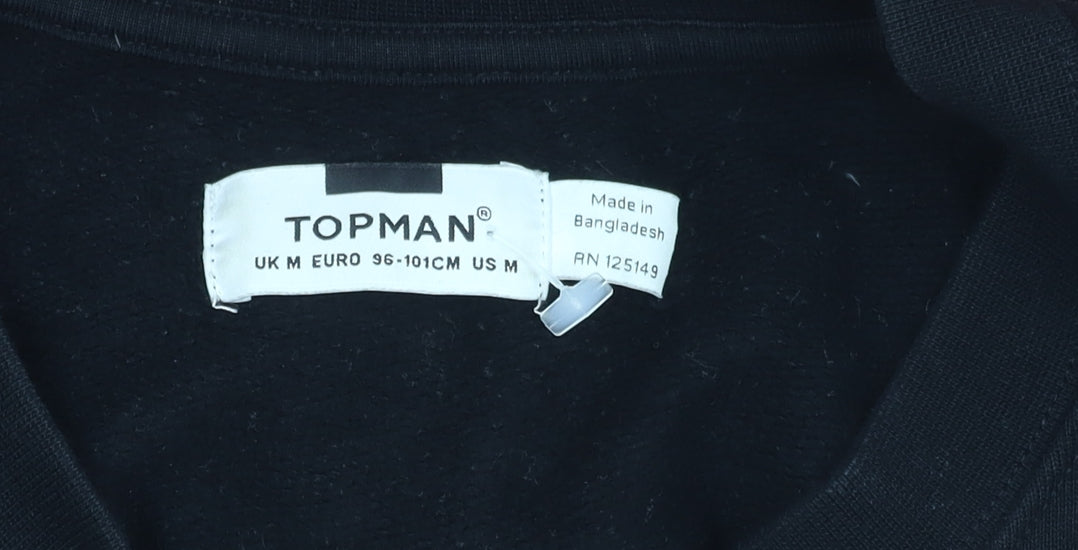 TOPMAN®
UK M EURO 96-101CM US M
Made in
Bangladesh
RN 125149